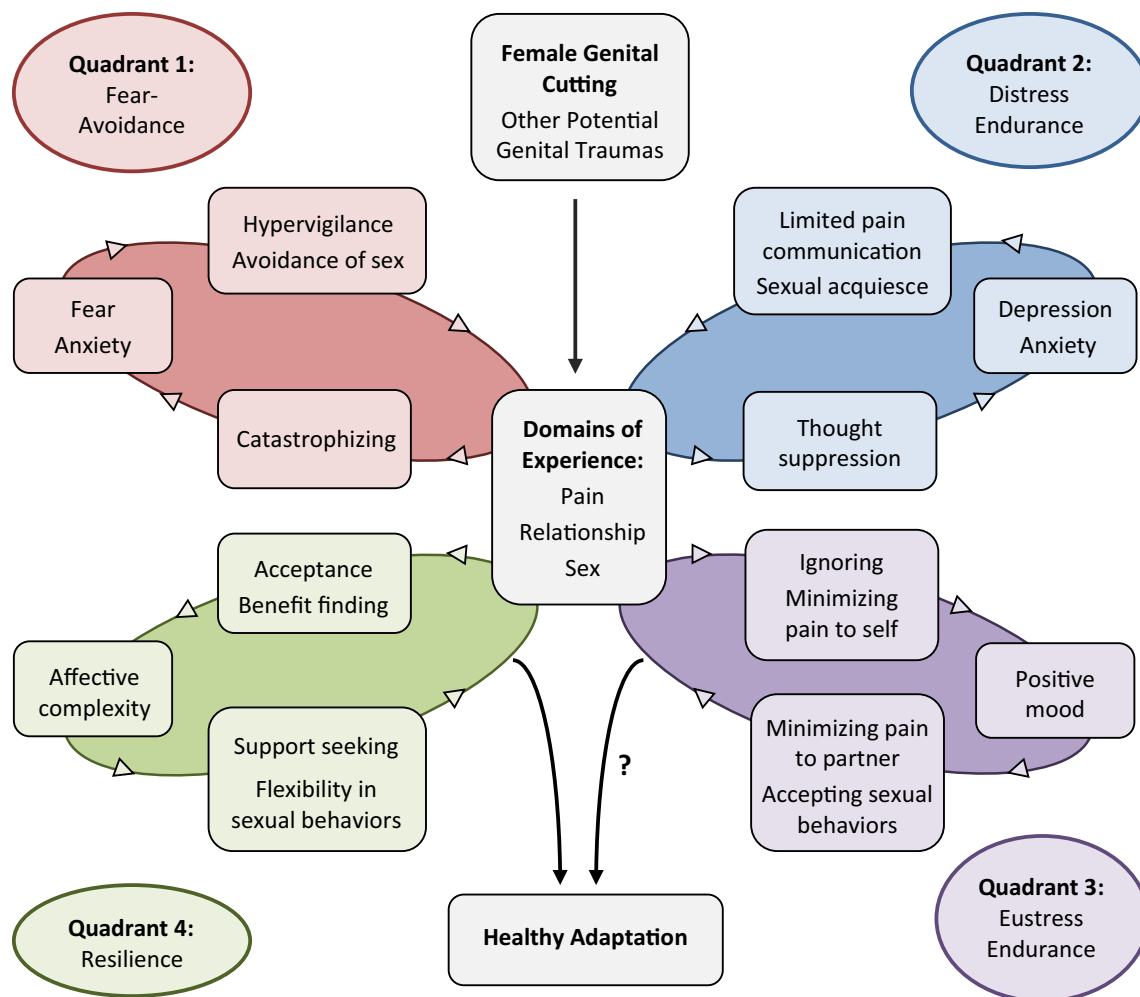 Quadrant 1:
Fear-
Avoidance
Female Genital
Cutting
Other Potential
Genital Traumas
Quadrant 2:
Distress
Endurance
Hypervigilance
Avoidance of sex
Fear
Anxiety
Catastrophizing
Limited pain
communication
Sexual acquiesce
Depression
Anxiety
Thought
suppression
Domains of
Experience:
Pain
Relationship
Sex
Acceptance
Benefit finding
Affective
complexity
Support seeking
Flexibility in
sexual behaviors
Ignoring
Minimizing
pain to self
Positive
mood
Minimizing pain
to partner
Accepting sexual
behaviors
?
Quadrant 4:
Resilience
Healthy Adaptation
Quadrant 3:
Eustress
Endurance